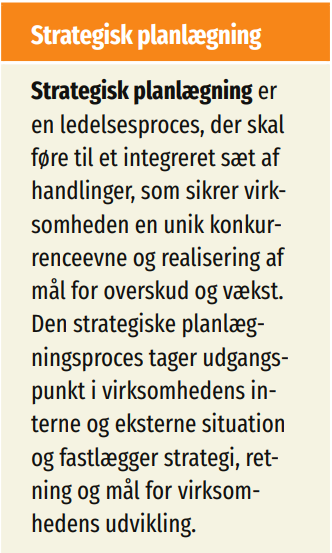 Strategisk planlægning
Strategisk planlægning er
en ledelsesproces, der skal
føre til et integreret sæt af
handlinger, som sikrer virk-
somheden en unik konkur-
renceevne og realisering af
mål for overskud og vækst.
Den strategiske planlæg-
ningsproces tager udgangs-
punkt i virksomhedens in-
terne og eksterne situation
og fastlægger strategi, ret-
ning og mål for virksom-
hedens udvikling.